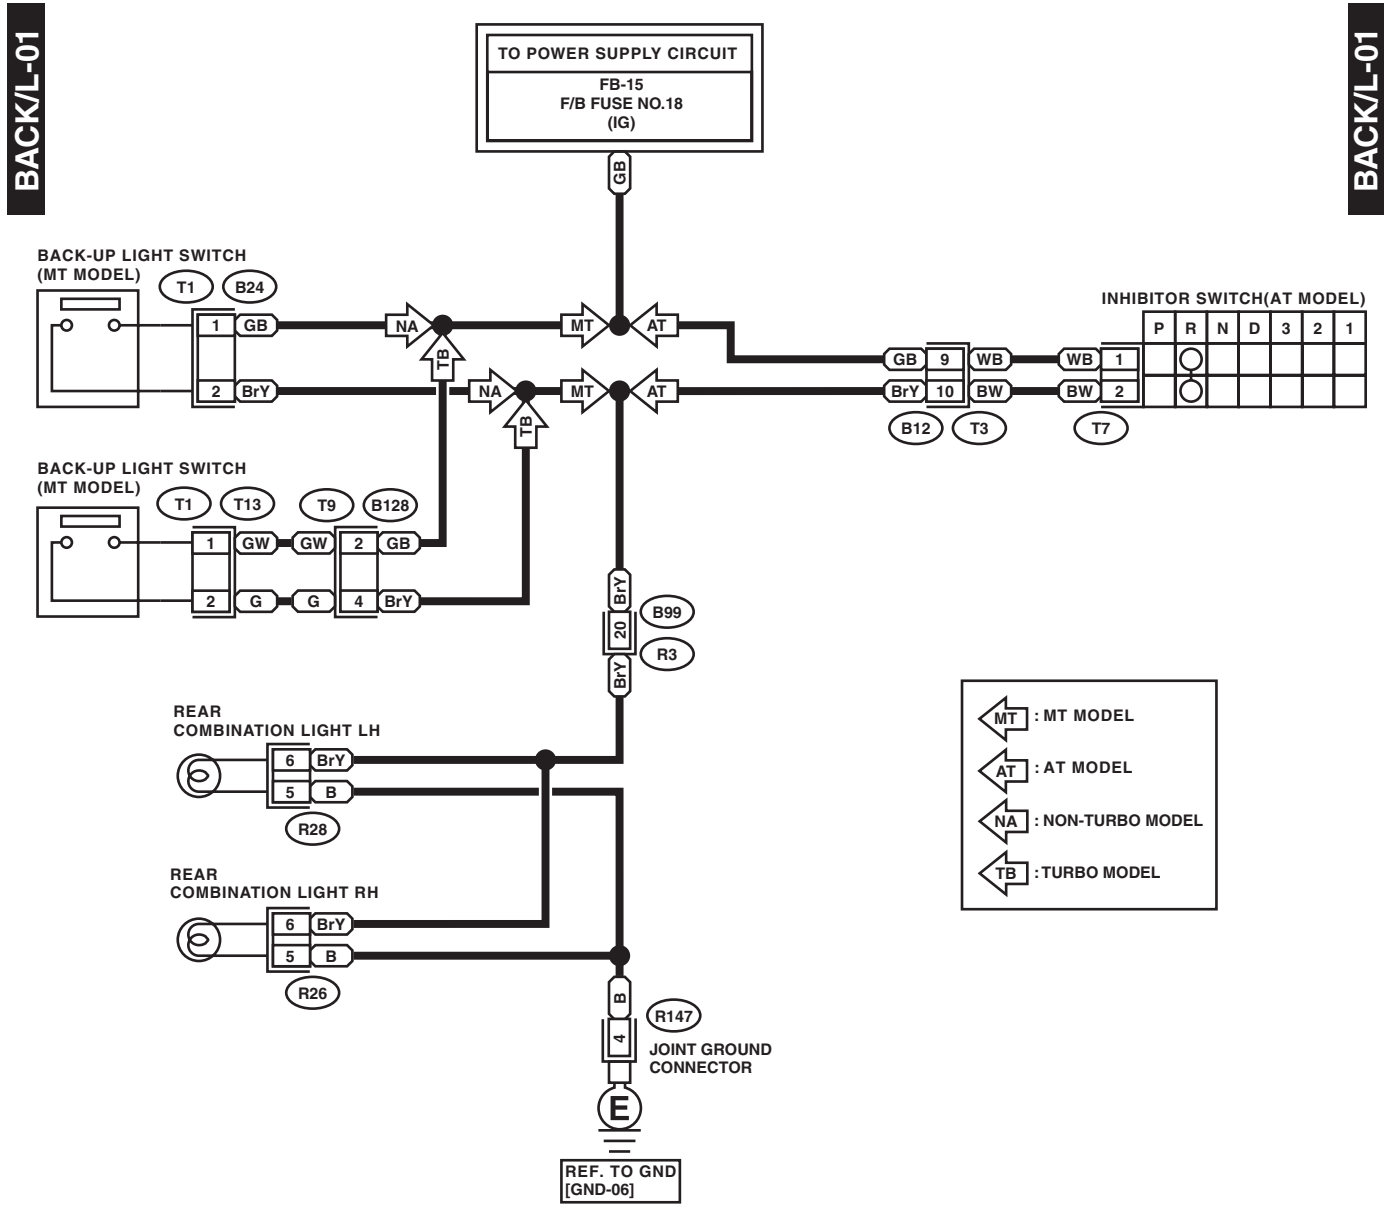 BACK/L-01
BACK/L-01
TO POWER SUPPLY CIRCUIT
FB-15
F/B FUSE NO.18
(IG)
GB
BACK-UP LIGHT SWITCH
(MT MODEL)
T1 B24
1 GB NA MT AT
TB
2 BrY NA MT AT
TB
INHIBITOR SWITCH(AT MODEL)
P R N D 3 2 1
GB 9 WB WB 1
BrY 10 BW BW 2
B12 T3 T7
BACK-UP LIGHT SWITCH
(MT MODEL)
T1 T13 T9 B128
1 GW GW 2 GB
2 G G 4 BrY
BrY
B99
20
R3
BrY
REAR
COMBINATION LIGHT LH
6 BrY
5 B
R28
REAR
COMBINATION LIGHT RH
6 BrY
5 B
R26
B
R147
4
JOINT GROUND
CONNECTOR
E
REF. TO GND
[GND-06]
MT : MT MODEL
AT : AT MODEL
NA : NON-TURBO MODEL
TB : TURBO MODEL